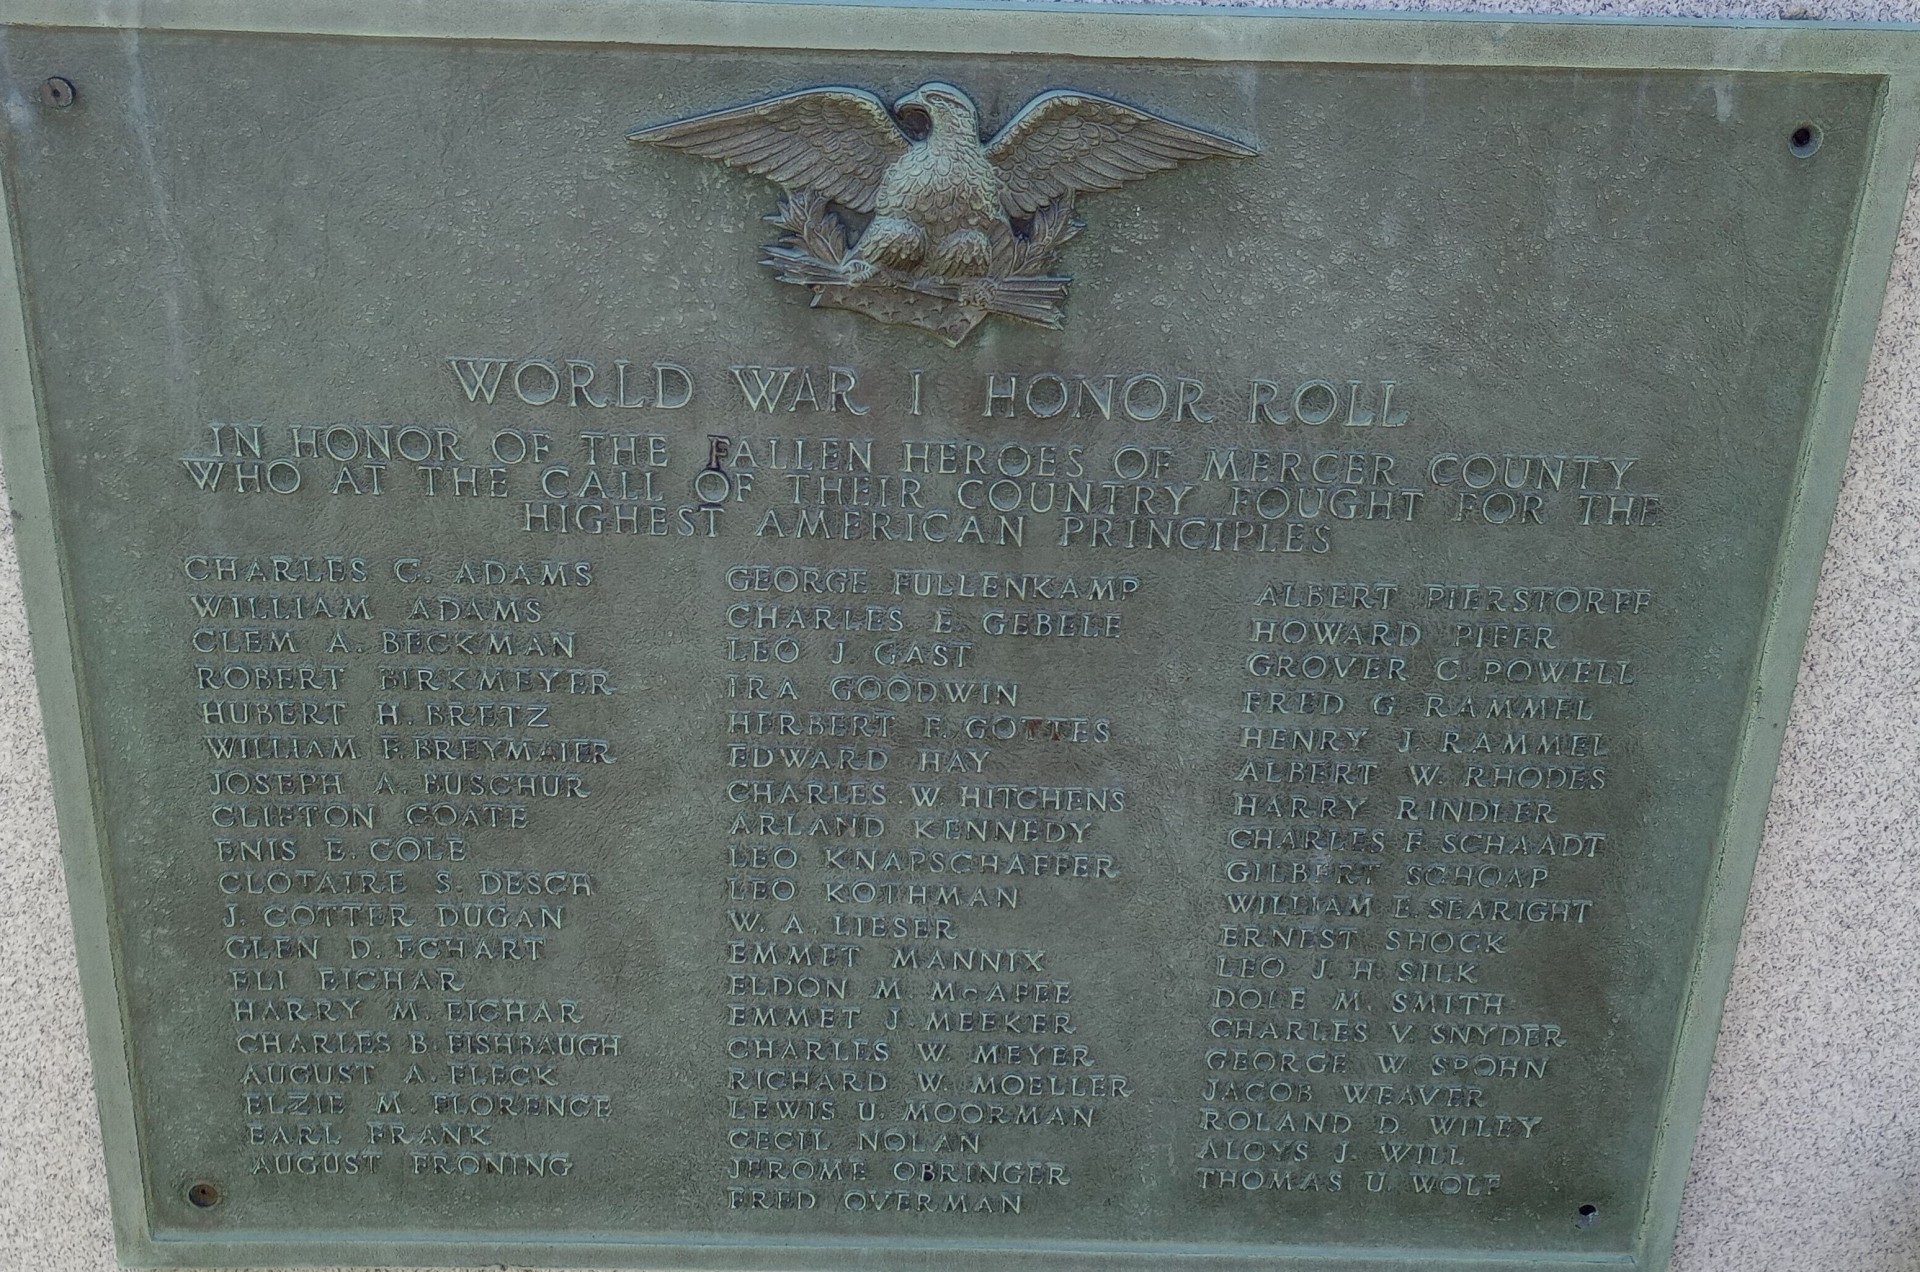 WORLD WAR I HONOR ROLL
IN HONOR OF THE FALLEN HEROES OF MERCER COUNTY
WHO AT THE CALL OF THEIR COUNTRY FOUGHT FOR THE
HIGHEST AMERICAN PRINCIPLES
CHARLES C. ADAMS
WILLIAM ADAMS
CLEM A. BECKMAN
ROBERT BIRKMEYER
HUBERT H. BRETZ
WILLIAM F. BREYMAIER
JOSEPH A. BUSCHUR
CLIFTON COATE
ENIS E. COLE
CLOTAIRE S. DESCH
J. COTTER DUGAN
GLEN D. ECHART
ELI EICHAR
HARRY M. EICHAR
CHARLES B. FISHBAUGH
AUGUST A. FLECK
ELZIE M. FLORENCE
EARL FRANK
AUGUST FRONING
GEORGE FULLENKAMP
CHARLES E. GEBELE
LEO J. GAST
IRA GOODWIN
HERBERT F. GOTTES
EDWARD HAY
CHARLES W. HITCHENS
ARLAND KENNEDY
LEO KNAPSCHAFFER
LEO KOTHMAN
W. A. LIESER
EMMET MANNIX
ELDON M. McAFEE
EMMET J. MEEKER
CHARLES W. MEYER
RICHARD W. MOELLER
LEWIS U. MOORMAN
CECIL NOLAN
JEROME OBRINGER
FRED OVERMAN
ALBERT PIERSTORFF
HOWARD PIFER
GROVER C. POWELL
FRED G. RAMMEL
HENRY J. RAMMEL
ALBERT W. RHODES
HARRY RINDLER
CHARLES F. SCHAADT
GILBERT SCHOAP
WILLIAM E. SEARIGHT
ERNEST SHOCK
LEO J. H. SILK
DOLE M. SMITH
CHARLES V. SNYDER
GEORGE W. SPOHN
JACOB WEAVER
ROLAND D. WILEY
ALOYS J. WILL
THOMAS U. WOLF